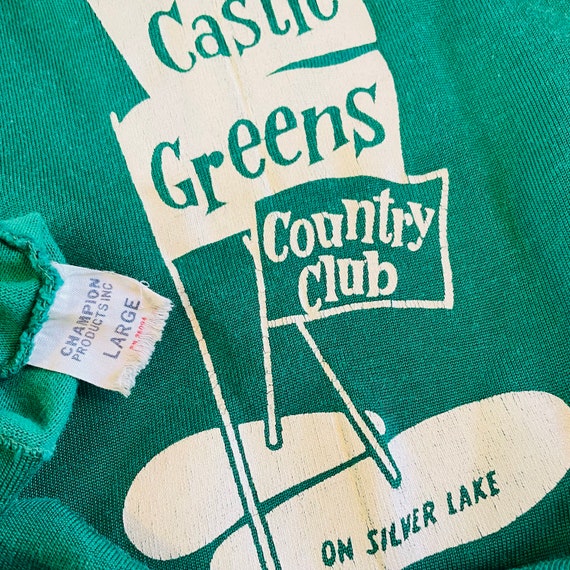 Castle
Greens
Country
Club
ON SILVER LAKE
CHAMPION
PRODUCTS INC
LARGE